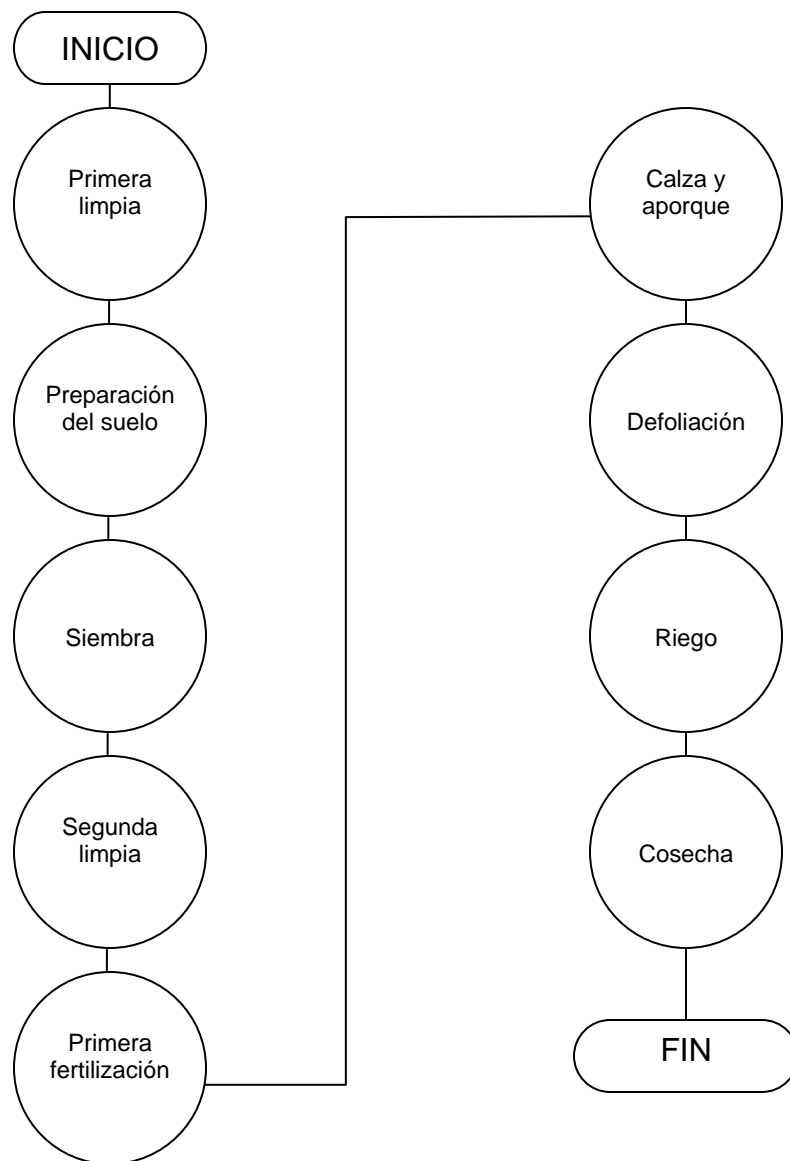 INICIO
Primera
limpia
Preparación
del suelo
Siembra
Segunda
limpia
Primera
fertilización
Calza y
aporque
Defoliación
Riego
Cosecha
FIN